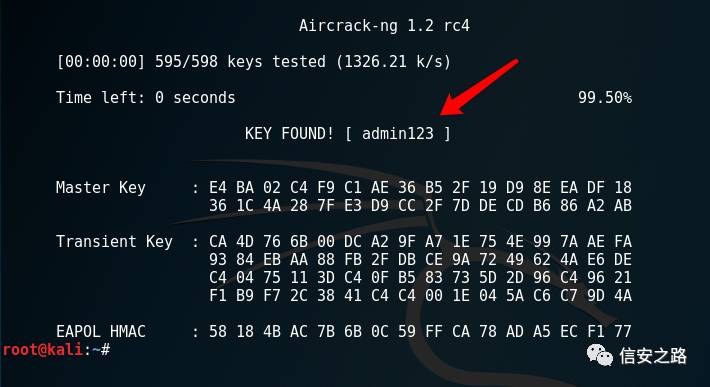 Aircrack-ng 1.2 rc4
[00:00:00] 595/598 keys tested (1326.21 k/s)
Time left: 0 seconds 99.50%
KEY FOUND! [ admin123 ]
Master Key : E4 BA 02 C4 F9 C1 AE 36 B5 2F 19 D9 8E EA DF 18
36 1C 4A 28 7F E3 D9 CC 2F 7D DE CD B6 86 A2 AB
Transient Key : CA 4D 76 6B 00 DC A2 9F A7 1E 75 4E 99 7A AE FA
93 84 EB AA 88 FB 2F DB CE 9A 72 49 62 4A E6 DE
C4 04 75 11 3D C4 0F B5 83 73 5D 2D 96 C4 96 21
F1 B9 F7 2C 38 41 C4 C4 00 1E 04 5A C6 C7 9D 4A
EAPOL HMAC : 58 18 4B AC 7B 6B 0C 59 FF CA 78 AD A5 EC F1 77
root@kali:~#
信安之路